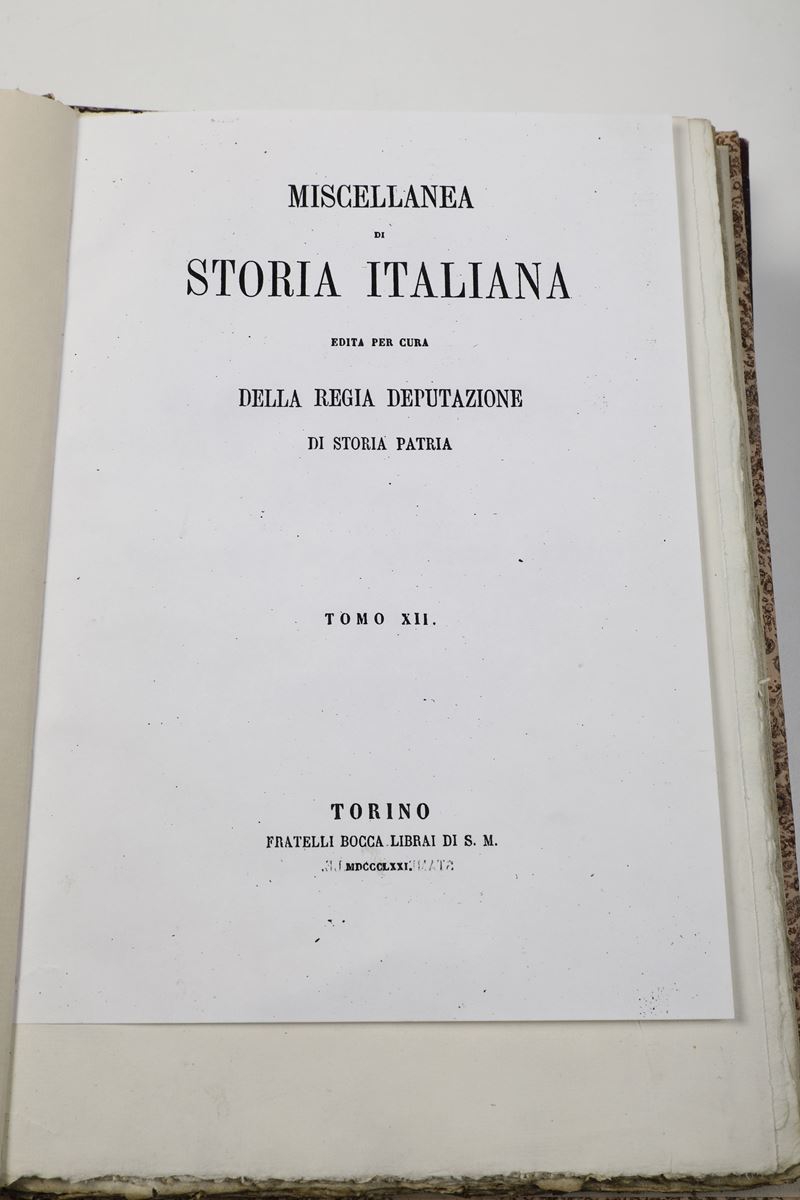 MISCELLANEA
DI
STORIA ITALIANA
EDITA PER CURA
DELLA REGIA DEPUTAZIONE
DI STORIA PATRIA
TOMO XII.
TORINO
FRATELLI BOCCA LIBRAI DI S. M.
MDCCCLXXI.